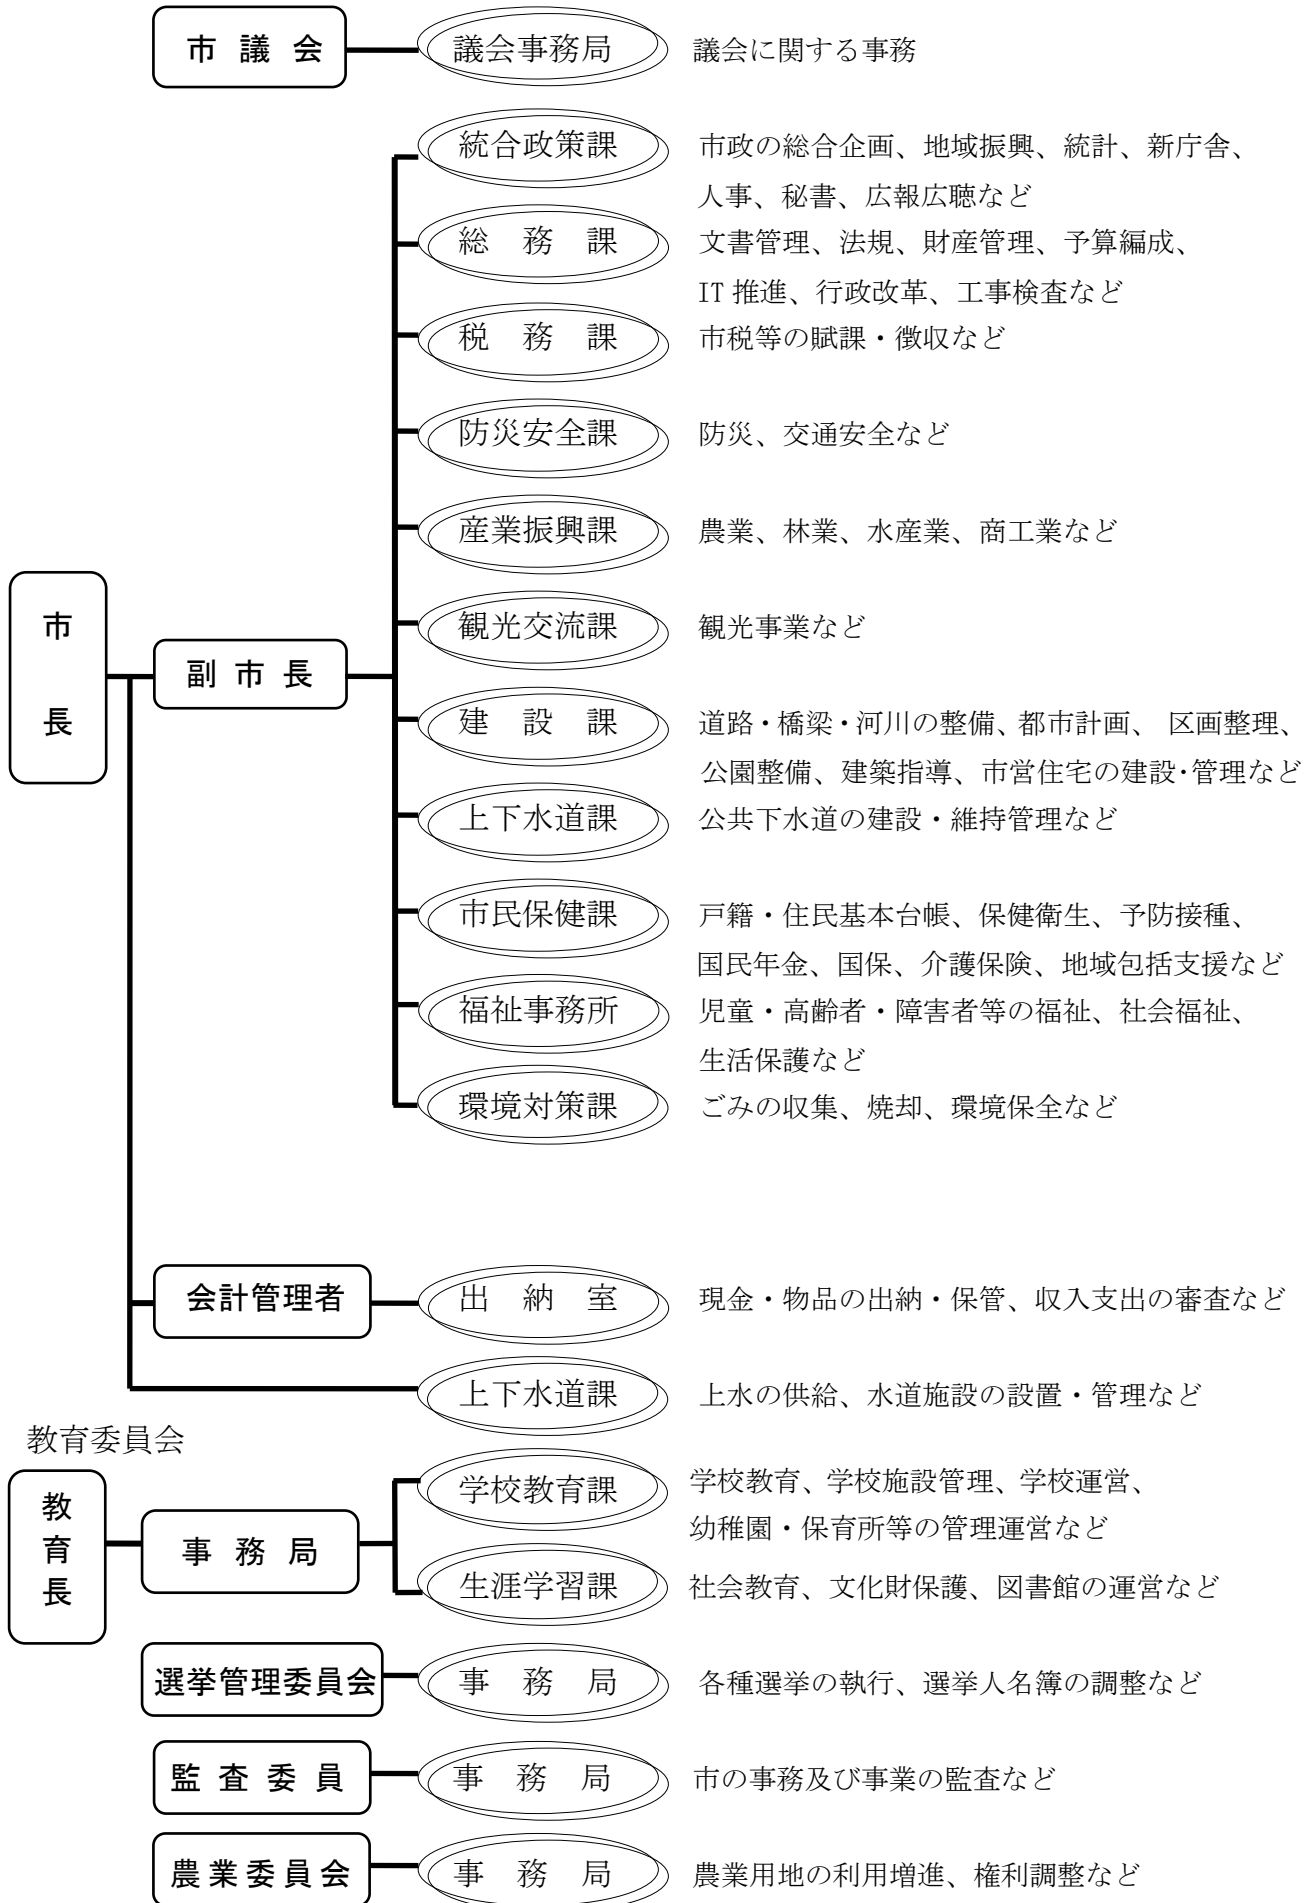 市議会 議会事務局 議会に関する事務
統合政策課 市政の総合企画、地域振興、統計、新庁舎、
人事、秘書、広報広聴など
総務課 文書管理、法規、財産管理、予算編成、
IT推進、行政改革、工事検査など
税務課 市税等の賦課・徴収など
防災安全課 防災、交通安全など
産業振興課 農業、林業、水産業、商工業など
観光交流課 観光事業など
市長
副市長
建設課 道路・橋梁・河川の整備、都市計画、 区画整理、
公園整備、建築指導、市営住宅の建設・管理など
上下水道課 公共下水道の建設・維持管理など
市民保健課 戸籍・住民基本台帳、保健衛生、予防接種、
国民年金、国保、介護保険、地域包括支援など
福祉事務所 児童・高齢者・障害者等の福祉、社会福祉、
生活保護など
環境対策課 ごみの収集、焼却、環境保全など
会計管理者 出納室 現金・物品の出納・保管、収入支出の審査など
上下水道課 上水の供給、水道施設の設置・管理など
教育委員会
教育長
事務局
学校教育課 学校教育、学校施設管理、学校運営、
幼稚園・保育所等の管理運営など
生涯学習課 社会教育、文化財保護、図書館の運営など
選挙管理委員会 事務局 各種選挙の執行、選挙人名簿の調整など
監査委員 事務局 市の事務及び事業の監査など
農業委員会 事務局 農業用地の利用増進、権利調整など